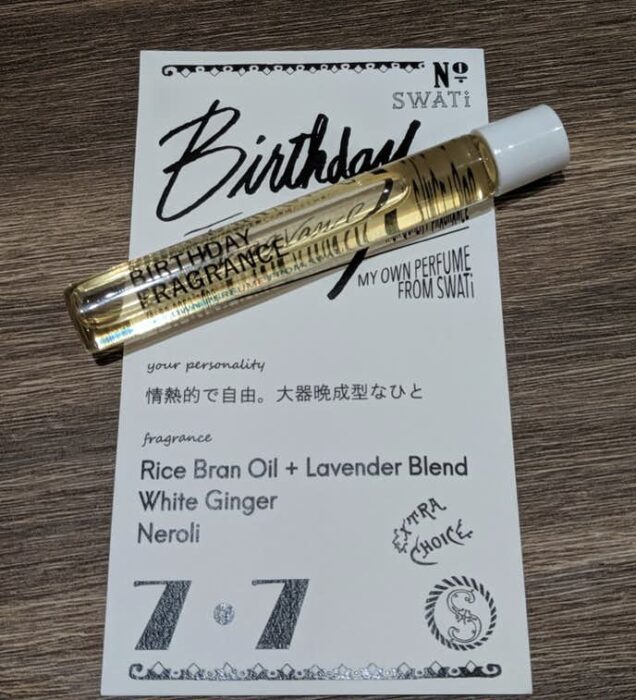 Nº
SWATi
Birthday
BIRTHDAY
FRAGRANCE
MY OWN PERFUME
FROM SWATi
your personality
情熱的で自由。大器晩成型なひと
fragrance
Rice Bran Oil + Lavender Blend
White Ginger
Neroli
EXTRA
CHOICE
7.7
S